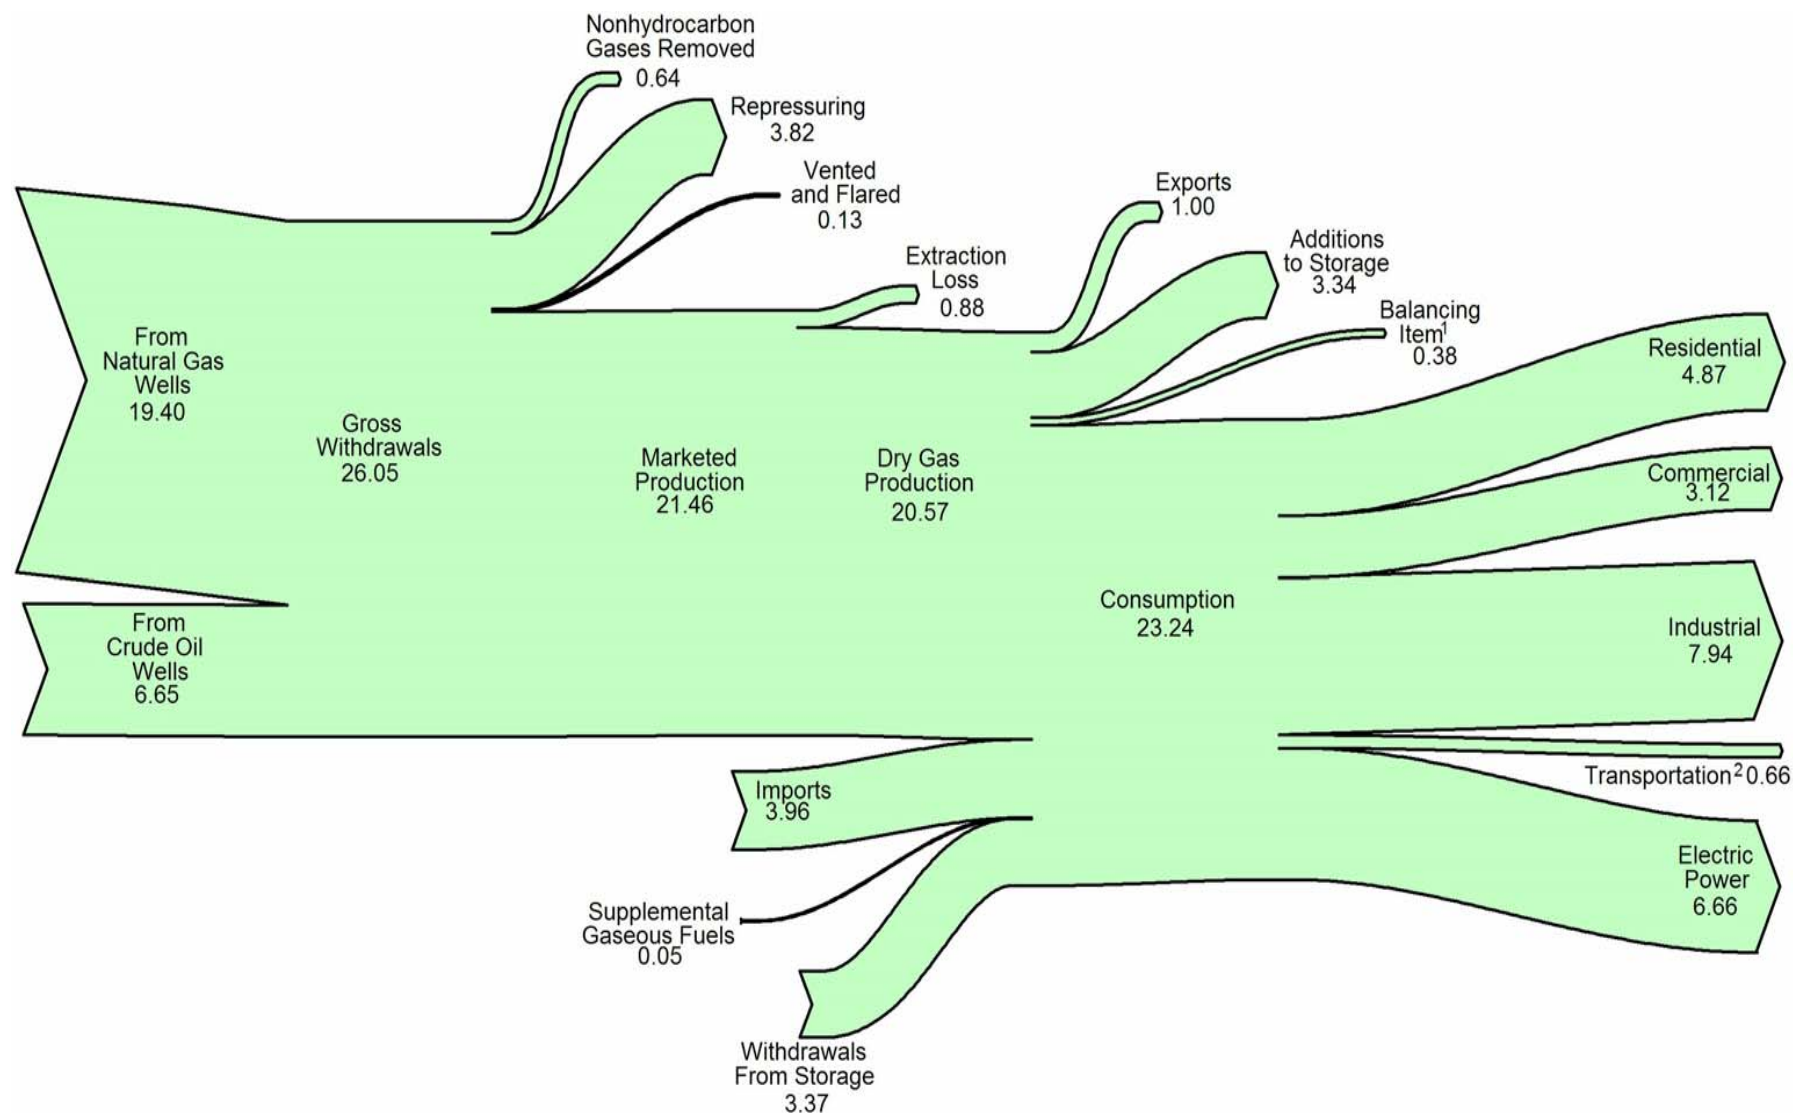 Nonhydrocarbon
Gases Removed
0.64
Repressuring
3.82
Vented
and Flared
0.13
Extraction
Loss
0.88
Exports
1.00
Additions
to Storage
3.34
Balancing
Item¹
0.38
Residential
4.87
Commercial
3.12
Industrial
7.94
Transportation² 0.66
Electric
Power
6.66
From
Natural Gas
Wells
19.40
Gross
Withdrawals
26.05
Marketed
Production
21.46
Dry Gas
Production
20.57
Consumption
23.24
From
Crude Oil
Wells
6.65
Imports
3.96
Supplemental
Gaseous Fuels
0.05
Withdrawals
From Storage
3.37